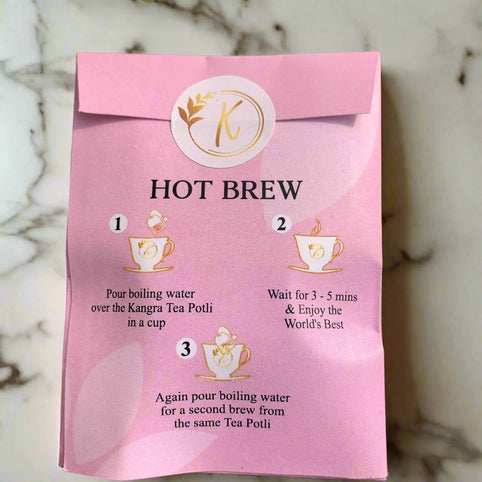 K
HOT BREW
1
Pour boiling water
over the Kangra Tea Potli
in a cup
2
Wait for 3 - 5 mins
& Enjoy the
World's Best
3
Again pour boiling water
for a second brew from
the same Tea Potli